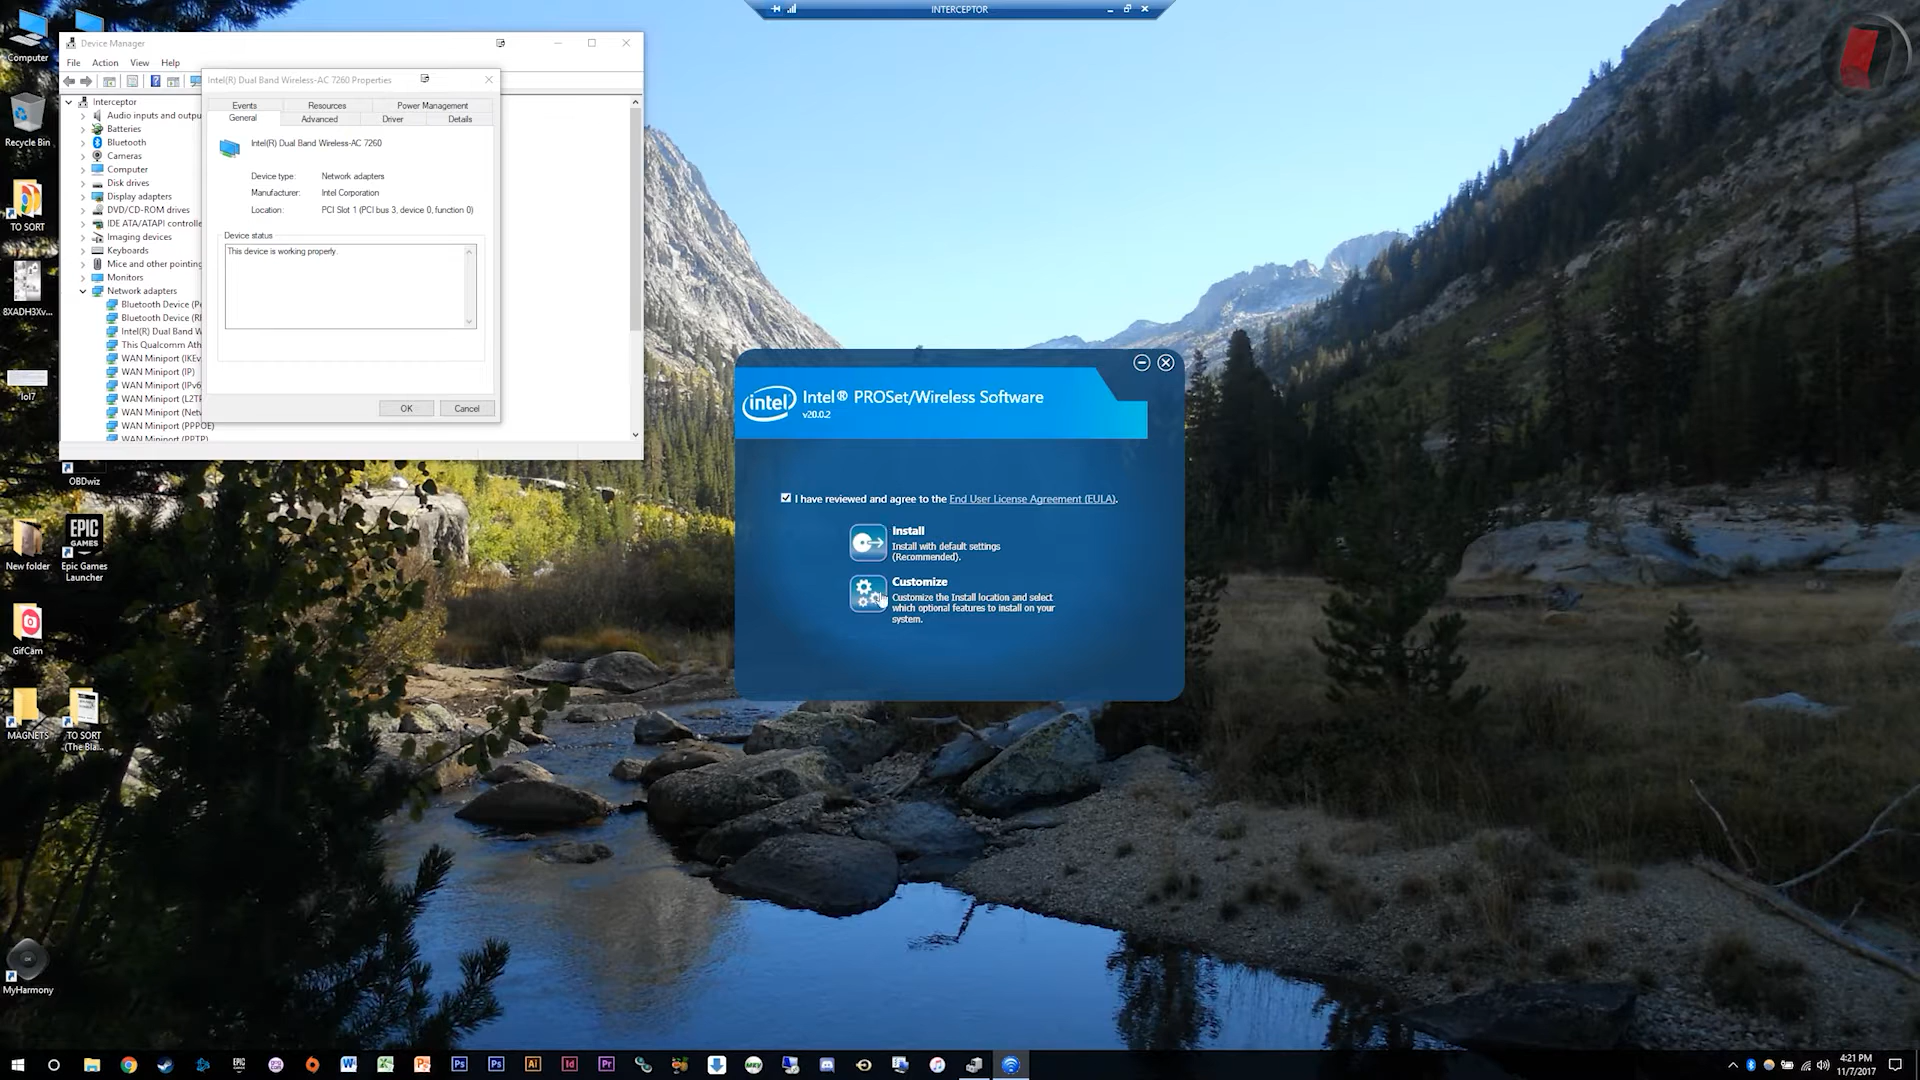 INTERCEPTOR
Computer
Recycle Bin
TO SORT
8XADH3Xv...
lol7
OBDwiz
New folder
EPIC
GAMES
Epic Games
Launcher
GifCam
MAGNETS
TO SORT
(The Bla...
MyHarmony
Device Manager
File Action View Help
Interceptor
Audio inputs and outpu
Batteries
Bluetooth
Cameras
Computer
Disk drives
Display adapters
DVD/CD-ROM drives
IDE ATA/ATAPI controlle
Imaging devices
Keyboards
Mice and other pointing
Monitors
Network adapters
Bluetooth Device (Pe
Bluetooth Device (RF
Intel(R) Dual Band W
This Qualcomm Ath
WAN Miniport (IKEv
WAN Miniport (IP)
WAN Miniport (IPv6
WAN Miniport (L2TP
WAN Miniport (Netw
WAN Miniport (PPPOE)
WAN Miniport (PPTP)
Intel(R) Dual Band Wireless-AC 7260 Properties
Events Resources Power Management
General Advanced Driver Details
Intel(R) Dual Band Wireless-AC 7260
Device type: Network adapters
Manufacturer: Intel Corporation
Location: PCI Slot 1 (PCI bus 3, device 0, function 0)
Device status
This device is working properly.
OK Cancel
intel
Intel® PROSet/Wireless Software
v20.0.2
I have reviewed and agree to the End User License Agreement (EULA).
Install
Install with default settings
(Recommended).
Customize
Customize the Install location and select
which optional features to install on your
system.
4:21 PM
11/7/2017